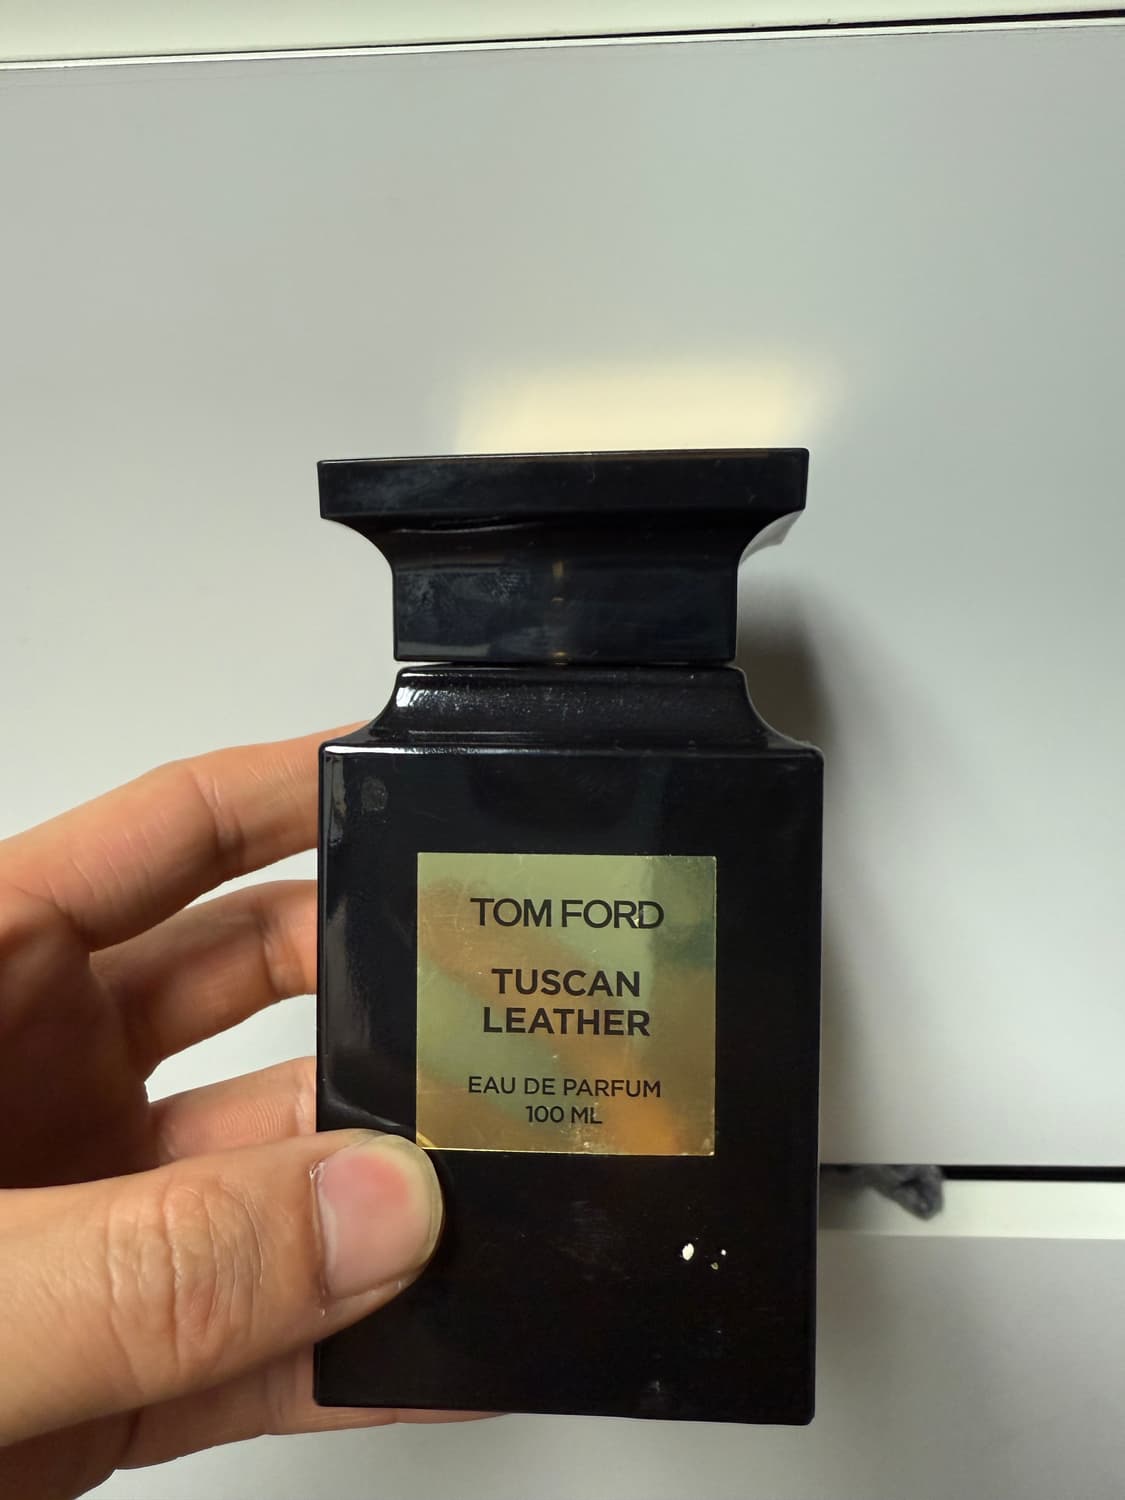 TOM FORD
TUSCAN
LEATHER
EAU DE PARFUM
100 ML